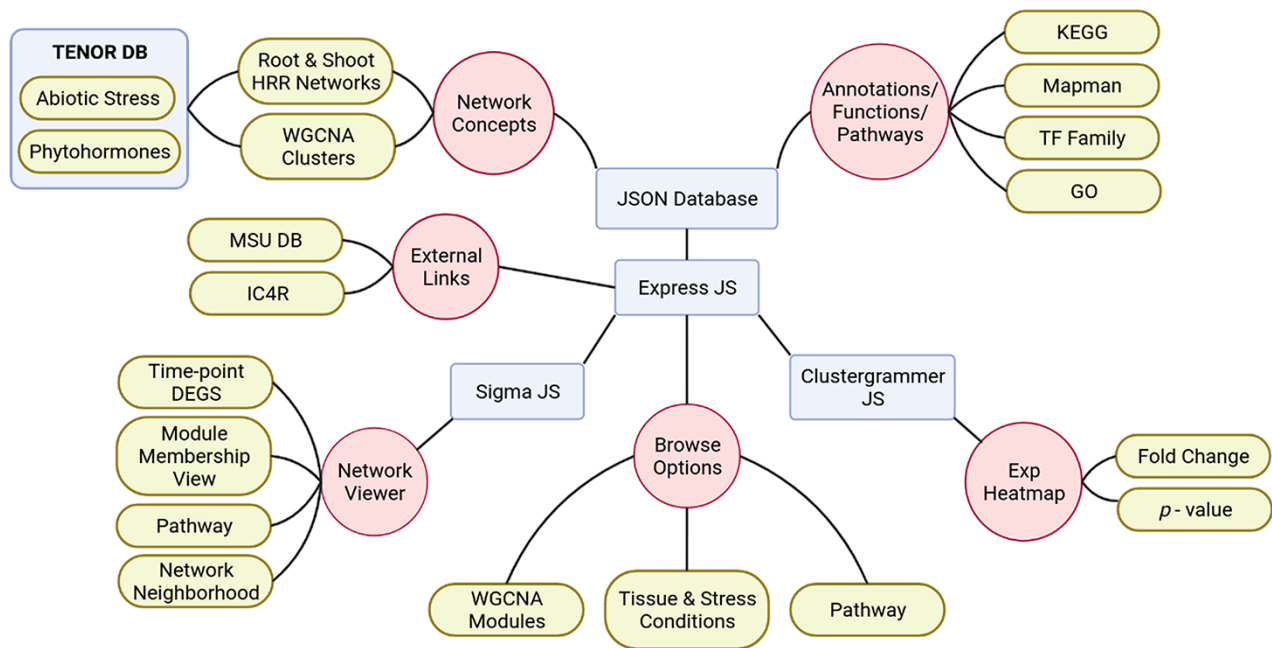 TENOR DB
Abiotic Stress
Phytohormones
Root & Shoot
HRR Networks
WGCNA
Clusters
Network
Concepts
Annotations/
Functions/
Pathways
KEGG
Mapman
TF Family
GO
JSON Database
MSU DB
IC4R
External
Links
Express JS
Time-point
DEGS
Module
Membership
View
Pathway
Network
Neighborhood
Network
Viewer
Sigma JS
Browse
Options
WGCNA
Modules
Tissue & Stress
Conditions
Pathway
Clustergrammer
JS
Exp
Heatmap
Fold Change
p - value